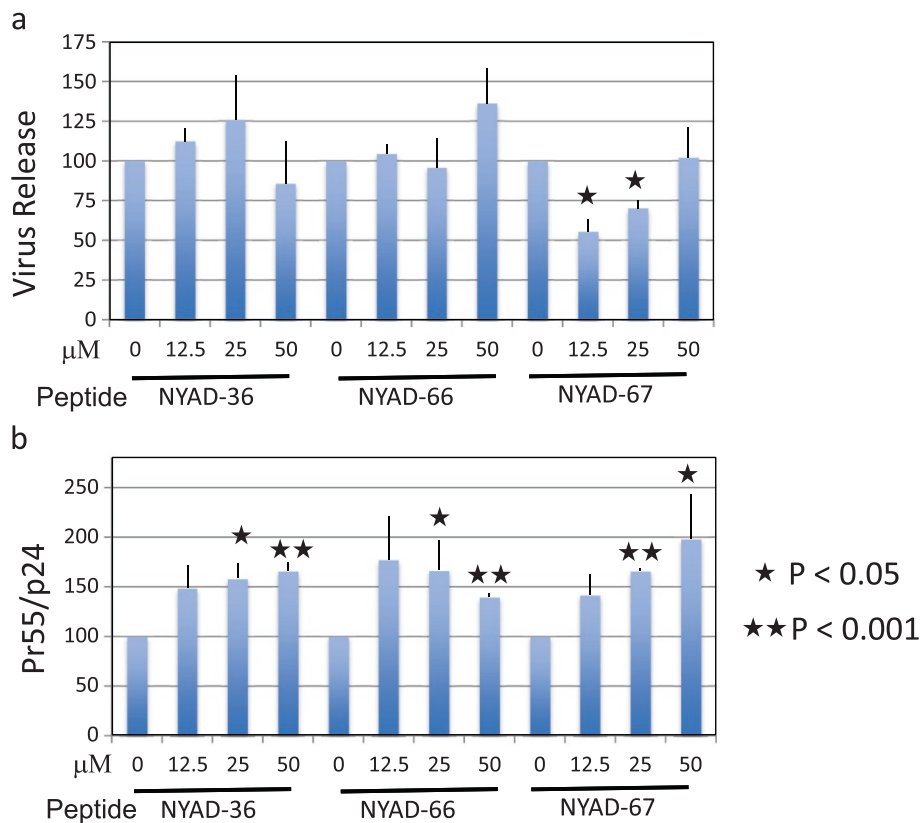 a
175
150
125
100
75
50
25
0
Virus Release
★ ★
μM 0 12.5 25 50 0 12.5 25 50 0 12.5 25 50
Peptide NYAD-36 NYAD-66 NYAD-67
b
250
200
150
100
50
0
Pr55/p24
★ ★★ ★ ★★ ★★ ★
★ P < 0.05
★★ P < 0.001
μM 0 12.5 25 50 0 12.5 25 50 0 12.5 25 50
Peptide NYAD-36 NYAD-66 NYAD-67